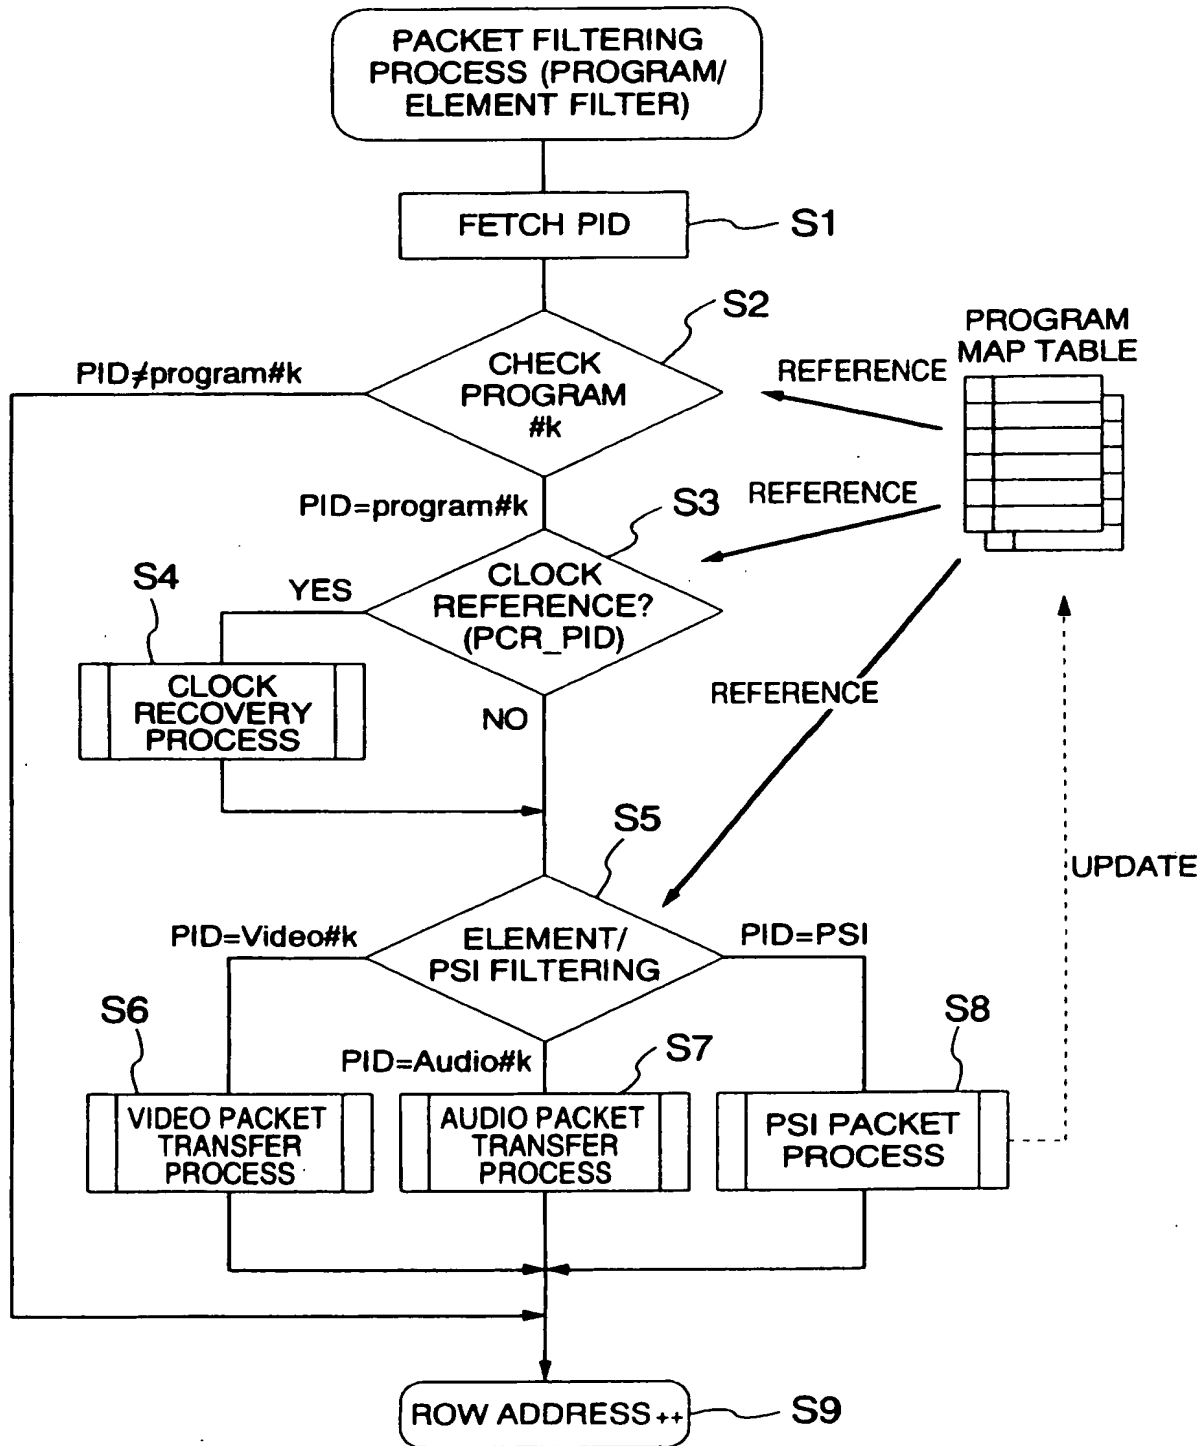 PACKET FILTERING
PROCESS (PROGRAM/
ELEMENT FILTER)
FETCH PID
S1
S2
CHECK
PROGRAM
#k
PID≠program#k
PROGRAM
MAP TABLE
REFERENCE
PID=program#k
S3
REFERENCE
CLOCK
REFERENCE?
(PCR_PID)
YES
S4
CLOCK
RECOVERY
PROCESS
NO
REFERENCE
S5
UPDATE
ELEMENT/
PSI FILTERING
PID=Video#k
PID=PSI
S6
PID=Audio#k
S7
S8
VIDEO PACKET
TRANSFER
PROCESS
AUDIO PACKET
TRANSFER
PROCESS
PSI PACKET
PROCESS
ROW ADDRESS ++
S9